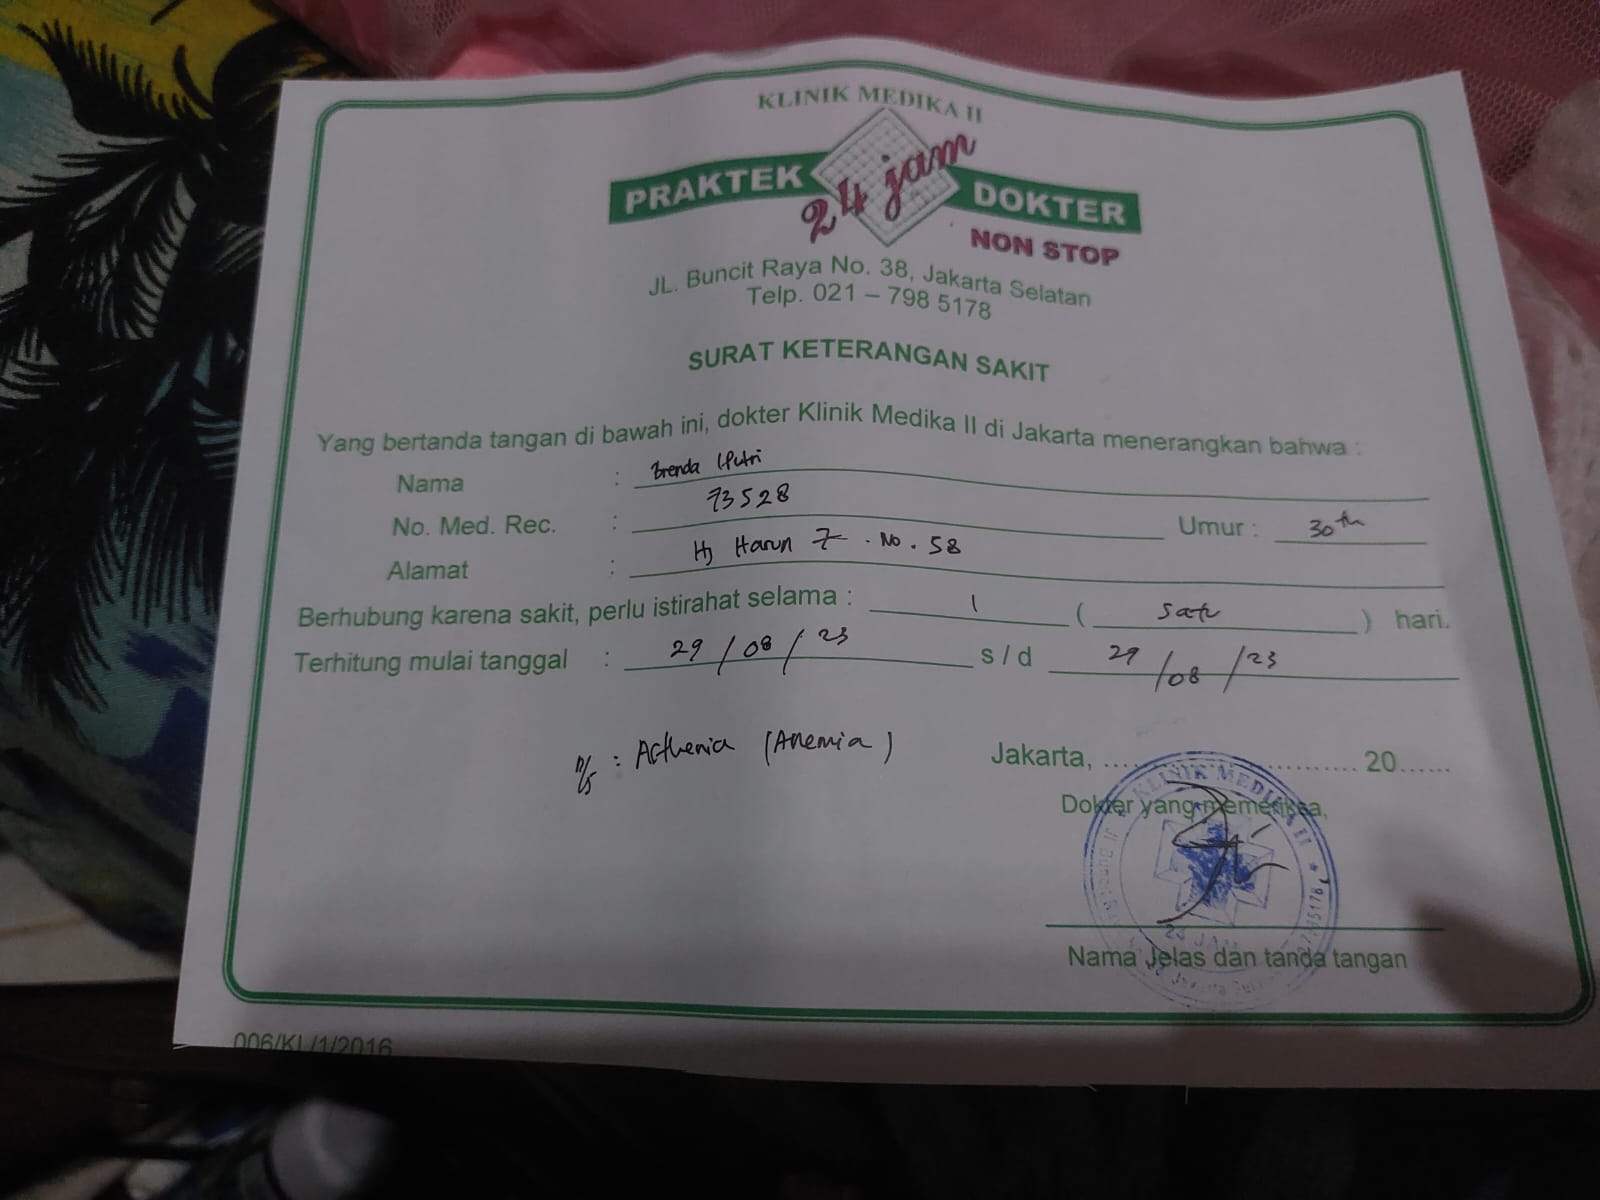 KLINIK MEDIKA II
PRAKTEK 24 jam DOKTER
NON STOP
JL. Buncit Raya No. 38, Jakarta Selatan
Telp. 021 – 798 5178
SURAT KETERANGAN SAKIT
Yang bertanda tangan di bawah ini, dokter Klinik Medika II di Jakarta menerangkan bahwa :
Nama : Brenda Putri
No. Med. Rec. : 73528 Umur : 30 th
Alamat : Hj Harun 7 . No. 58
Berhubung karena sakit, perlu istirahat selama : 1 ( satu ) hari.
Terhitung mulai tanggal : 29/08/23 s/d 29/08/23
: Asthenia (Anemia)
Jakarta, .......................... 20......
Dokter yang memeriksa,
KLINIK MEDIKA II
24 JAM
Nama Jelas dan tanda tangan
006/KL/1/2016